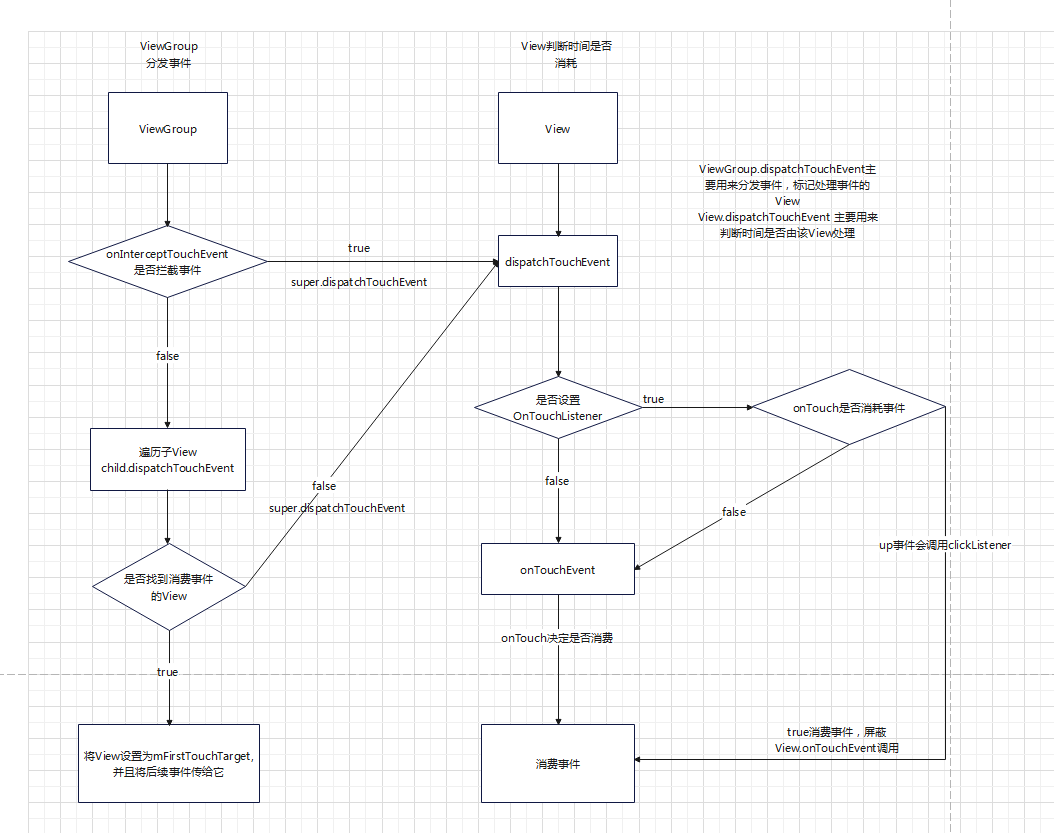 ViewGroup
分发事件
View判断时间是否
消耗
ViewGroup
View
ViewGroup.dispatchTouchEvent主
要用来分发事件，标记处理事件的
View
View.dispatchTouchEvent 主要用来
判断时间是否由该View处理
onInterceptTouchEvent
是否拦截事件
true
super.dispatchTouchEvent
dispatchTouchEvent
false
是否设置
OnTouchListener
true
onTouch是否消耗事件
遍历子View
child.dispatchTouchEvent
false
super.dispatchTouchEvent
false
false
up事件会调用clickListener
是否找到消费事件
的View
onTouchEvent
onTouch决定是否消费
true
将View设置为mFirstTouchTarget,
并且将后续事件传给它
消费事件
true消费事件，屏蔽
View.onTouchEvent调用